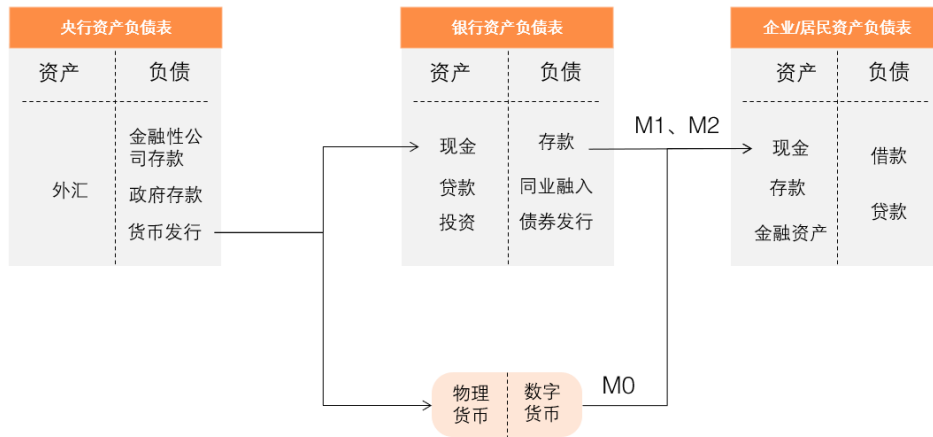 央行资产负债表
资产
负债
外汇
金融性公
司存款
政府存款
货币发行
银行资产负债表
资产
负债
现金
贷款
投资
存款
同业融入
债券发行
M1、M2
企业/居民资产负债表
资产
负债
现金
存款
金融资产
借款
贷款
物理
货币
数字
货币
M0